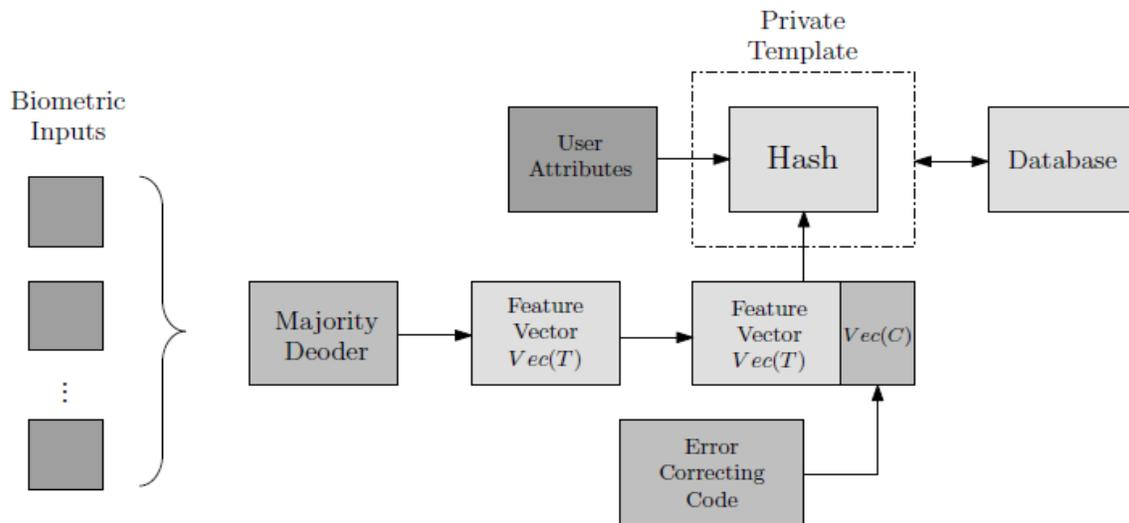 Private
Template
Biometric
Inputs
User
Attributes
Hash
Database
Majority
Deoder
Feature
Vector
Vec(T)
Feature
Vector
Vec(T)
Vec(C)
⋮
Error
Correcting
Code